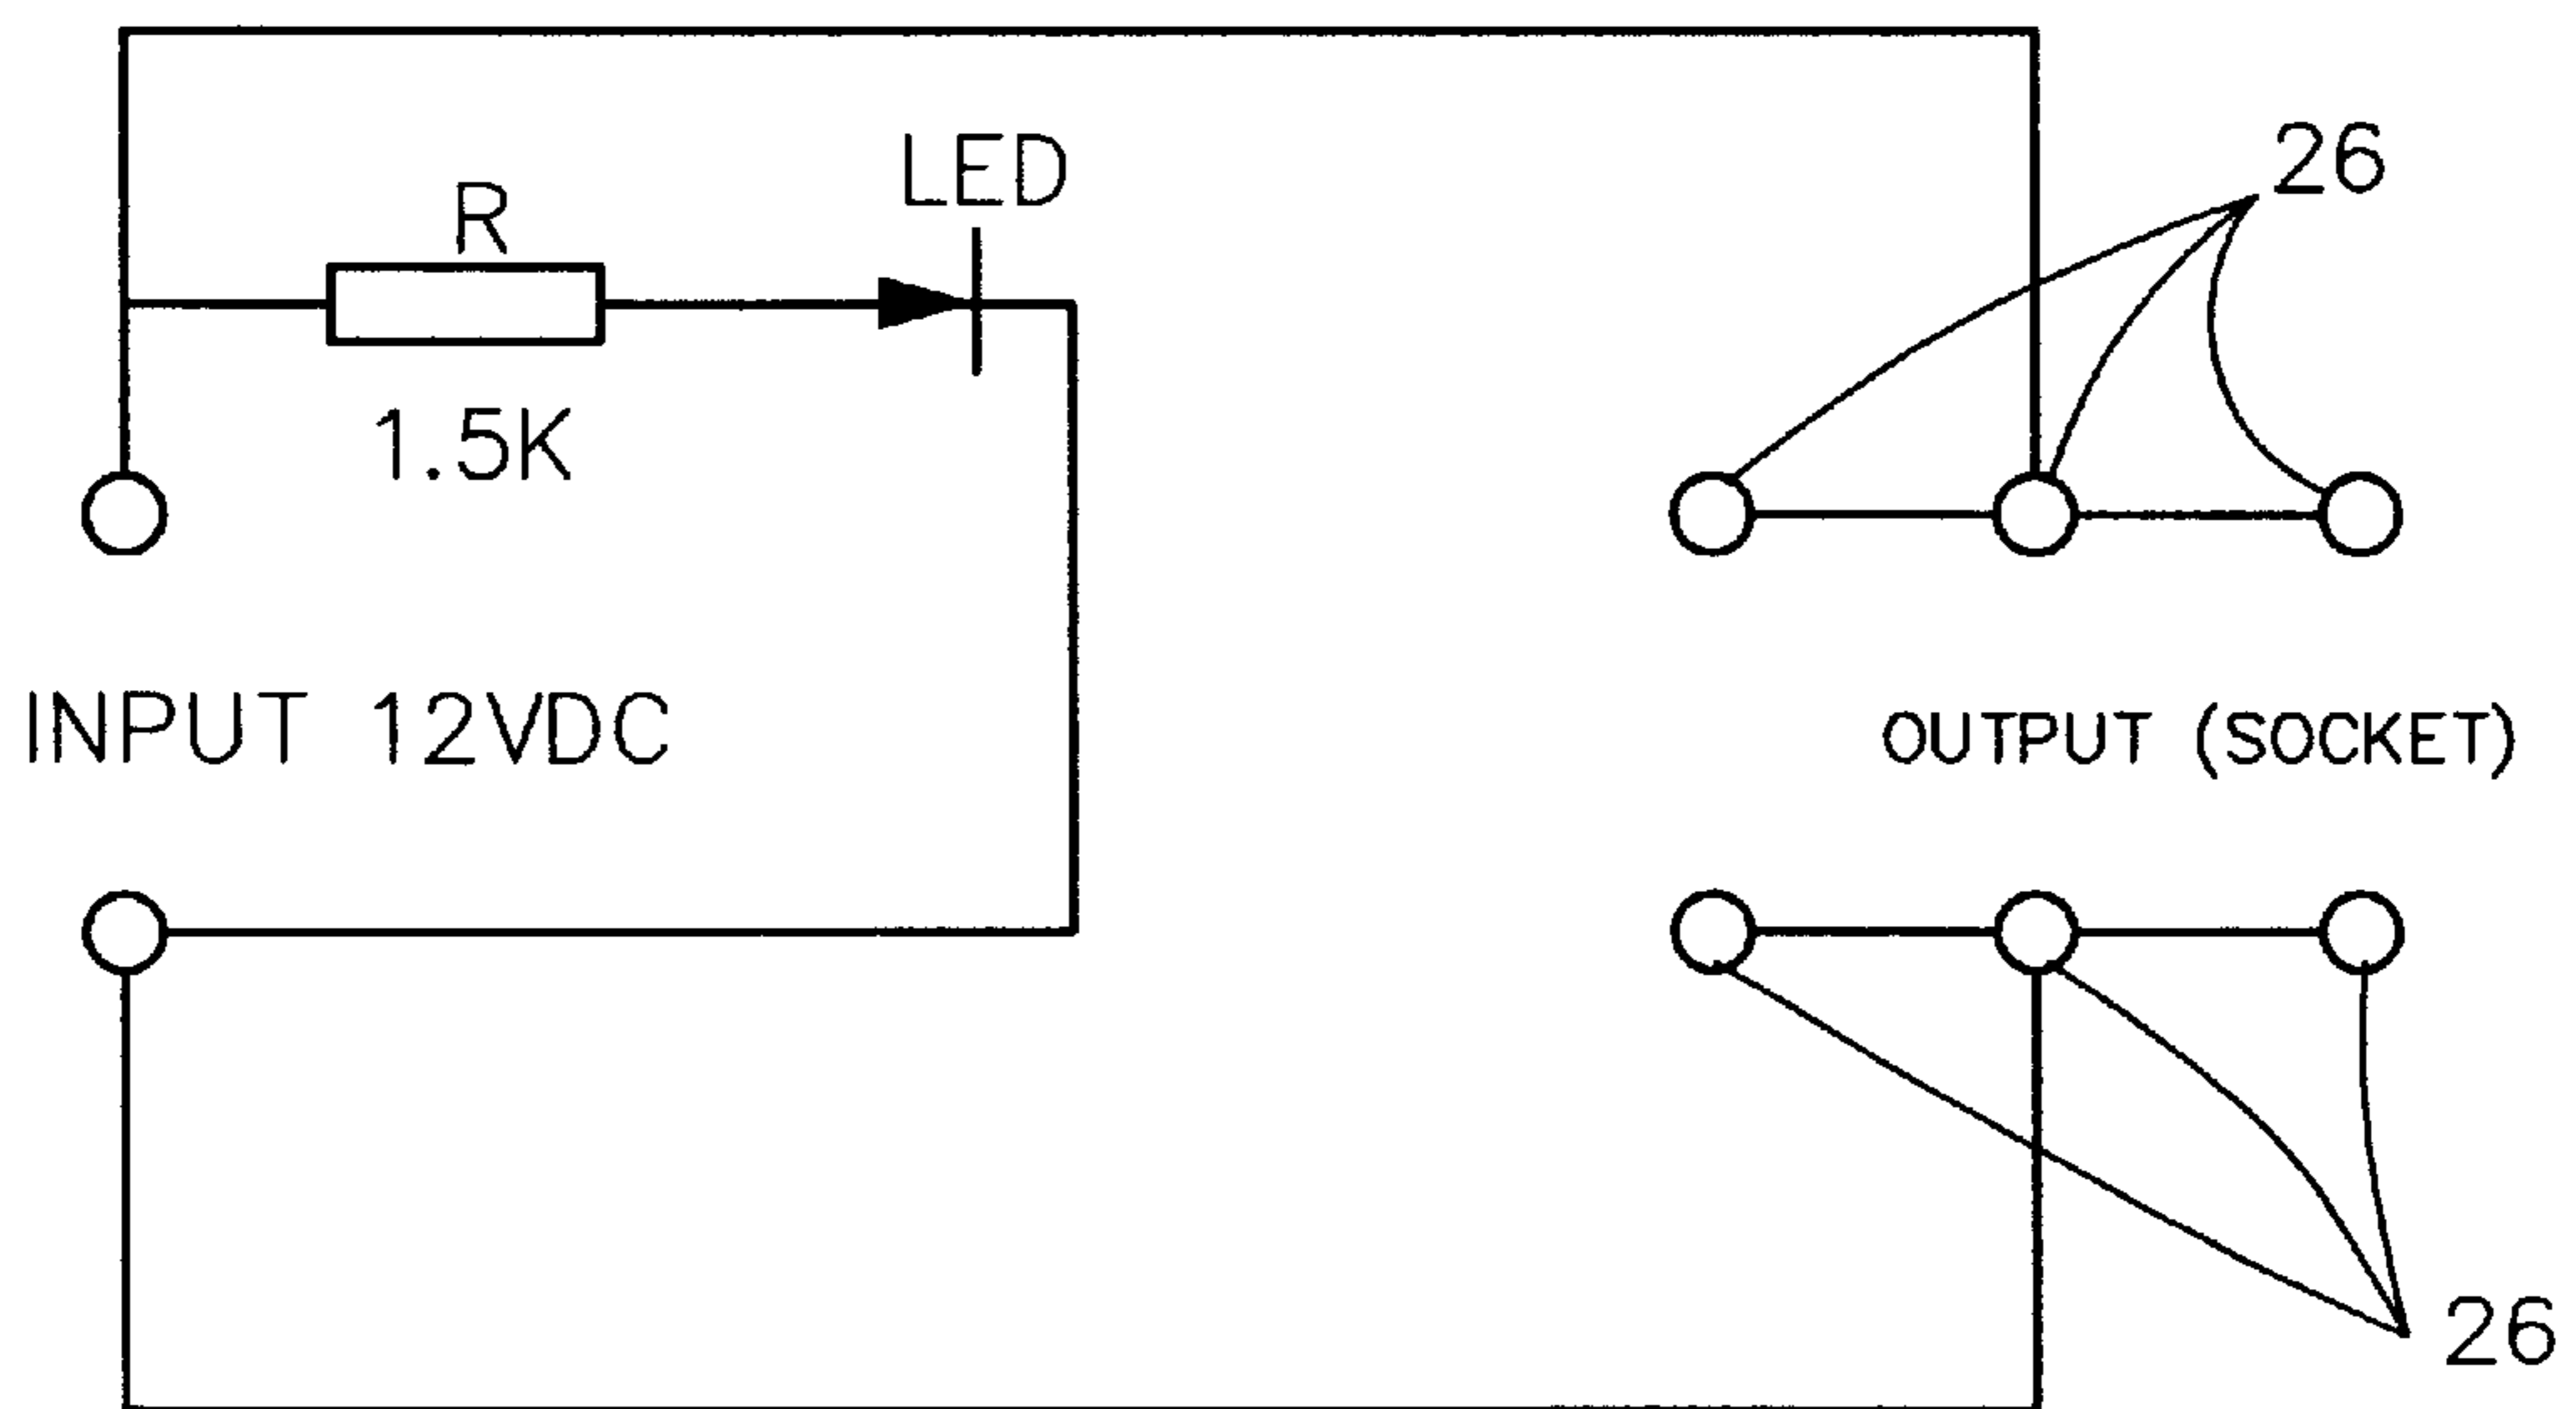 LED
26
R
1.5K
INPUT 12VDC
OUTPUT (SOCKET)
26